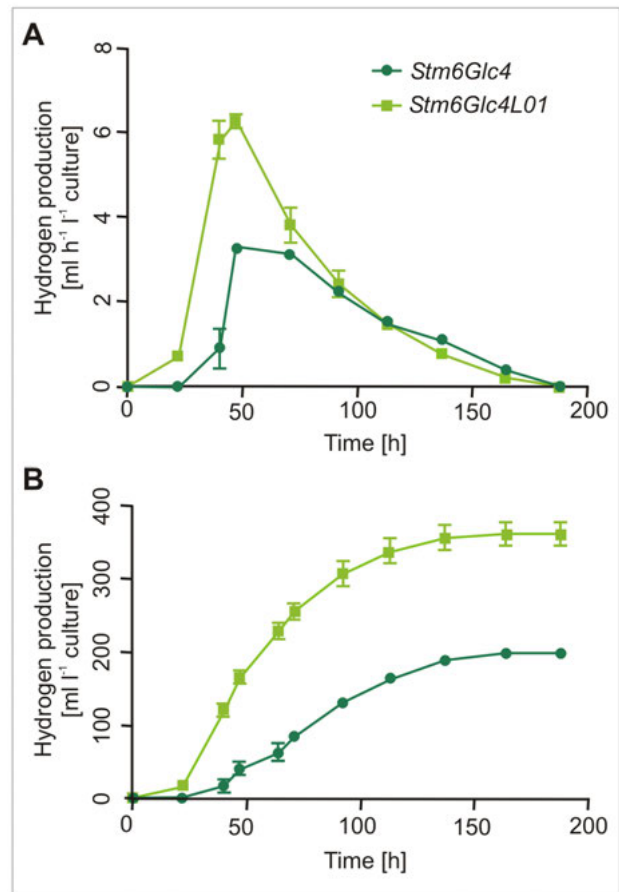 A
8
6
4
2
0
Hydrogen production
[ml h⁻¹ l⁻¹ culture]
Stm6Glc4
Stm6Glc4L01
0
50
100
150
200
Time [h]
B
400
300
200
100
0
Hydrogen production
[ml l⁻¹ culture]
0
50
100
150
200
Time [h]